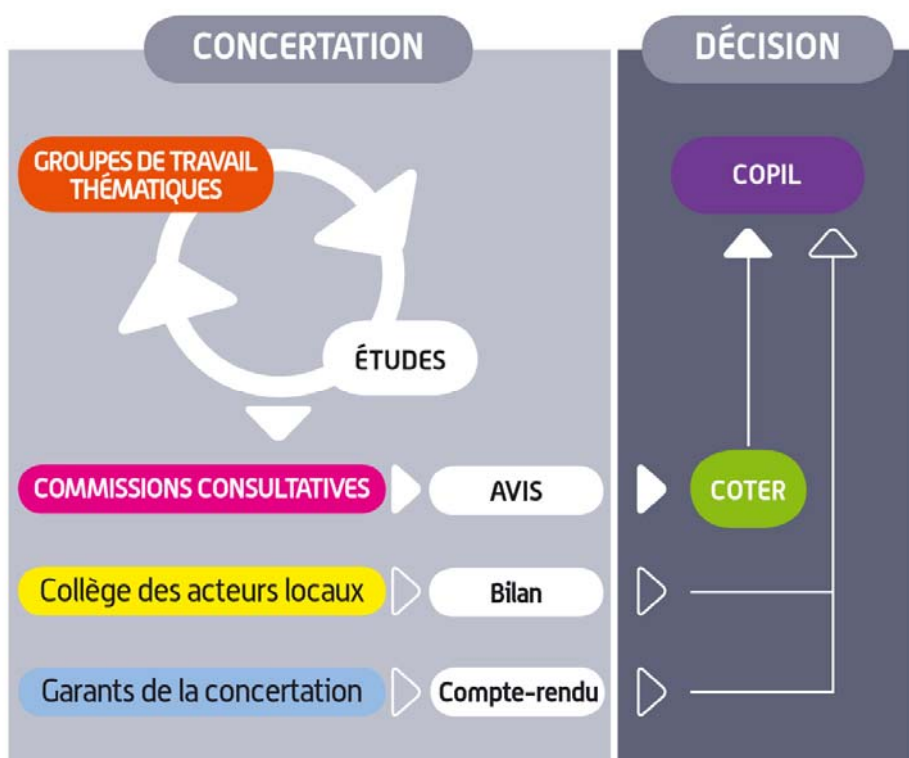 CONCERTATION
DÉCISION
GROUPES DE TRAVAIL
THÉMATIQUES
COPIL
ÉTUDES
COMMISSIONS CONSULTATIVES
AVIS
COTER
Collège des acteurs locaux
Bilan
Garants de la concertation
Compte-rendu